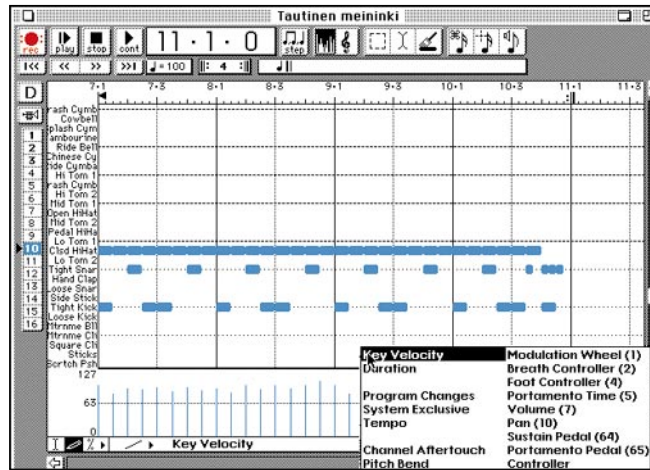 Tautinen meininki
rec play stop cont 11 · 1 · 0 step
I<< << >> >>I ♩=100 4
D 7·1 7·3 8·1 8·3 9·1 9·3 10·1 10·3 11·1 11·3
rash Cymb
Cowbell
plash Cym
ambourine
1
Ride Bell
2
Chinese Cy
3
ide Cymba
4
Hi Tom 1
5
rash Cymb
6
Hi Tom 2
Mid Tom 1
7
Open HiHat
8
Mid Tom 2
9
Pedal HiHa
Lo Tom 1
10
Clsd HiHat
11
Lo Tom 2
12
Tight Snar
Hand Clap
13
Loose Snar
14
Side Stick
15
Tight Kick
Loose Kick
16
Mtrnme Bll
Mtrnme Cl
Square Cl
Sticks
Scrtch Psh
127
63
0
Key Velocity Modulation Wheel (1)
Duration Breath Controller (2)
Foot Controller (4)
Program Changes Portamento Time (5)
System Exclusive Volume (7)
Tempo Pan (10)
Sustain Pedal (64)
Channel Aftertouch Portamento Pedal (65)
Pitch Bend Controller
% Key Velocity